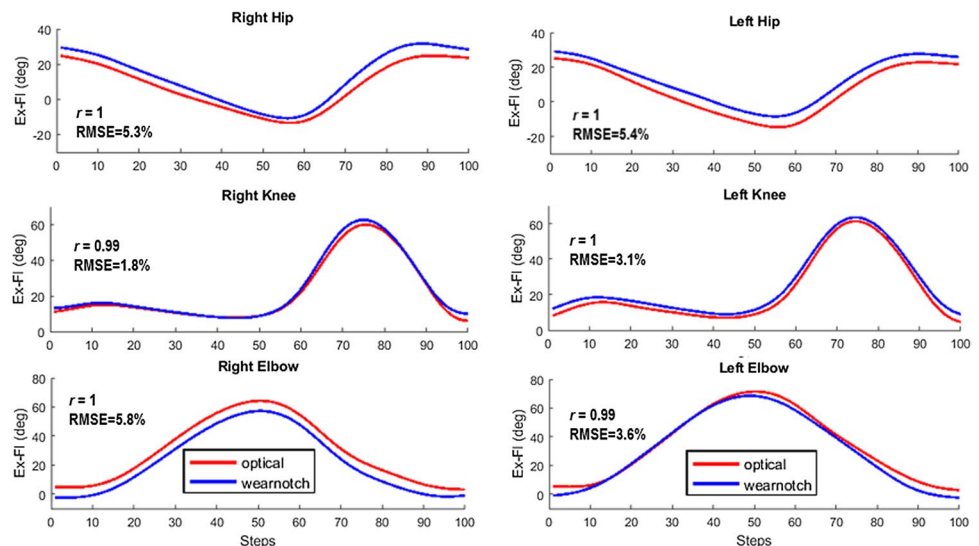 Right Hip
40
20
0
-20
Ex-Fl (deg)
r = 1
RMSE=5.3%
0 10 20 30 40 50 60 70 80 90 100
Left Hip
40
20
0
-20
Ex-Fl (deg)
r = 1
RMSE=5.4%
0 10 20 30 40 50 60 70 80 90 100
Right Knee
60
40
20
0
Ex-Fl (deg)
r = 0.99
RMSE=1.8%
0 10 20 30 40 50 60 70 80 90 100
Left Knee
60
40
20
0
Ex-Fl (deg)
r = 1
RMSE=3.1%
0 10 20 30 40 50 60 70 80 90 100
Right Elbow
80
60
40
20
0
Ex-Fl (deg)
r = 1
RMSE=5.8%
optical
wearnotch
0 10 20 30 40 50 60 70 80 90 100
Steps
Left Elbow
80
60
40
20
0
Ex-Fl (deg)
r = 0.99
RMSE=3.6%
optical
wearnotch
0 10 20 30 40 50 60 70 80 90 100
Steps